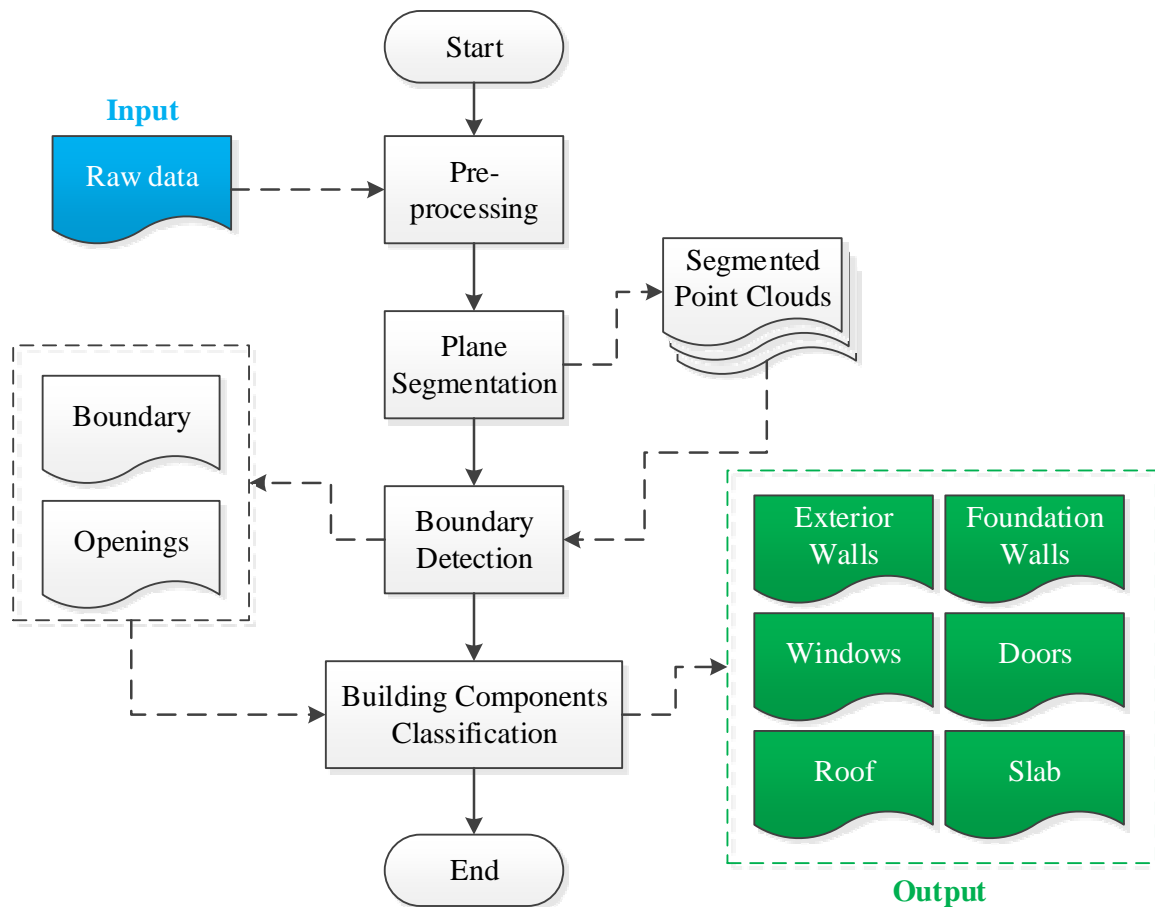 Start
Input
Raw data
Pre-
processing
Segmented
Point Clouds
Plane
Segmentation
Boundary
Openings
Boundary
Detection
Exterior
Walls
Foundation
Walls
Windows
Doors
Building Components
Classification
Roof
Slab
End
Output